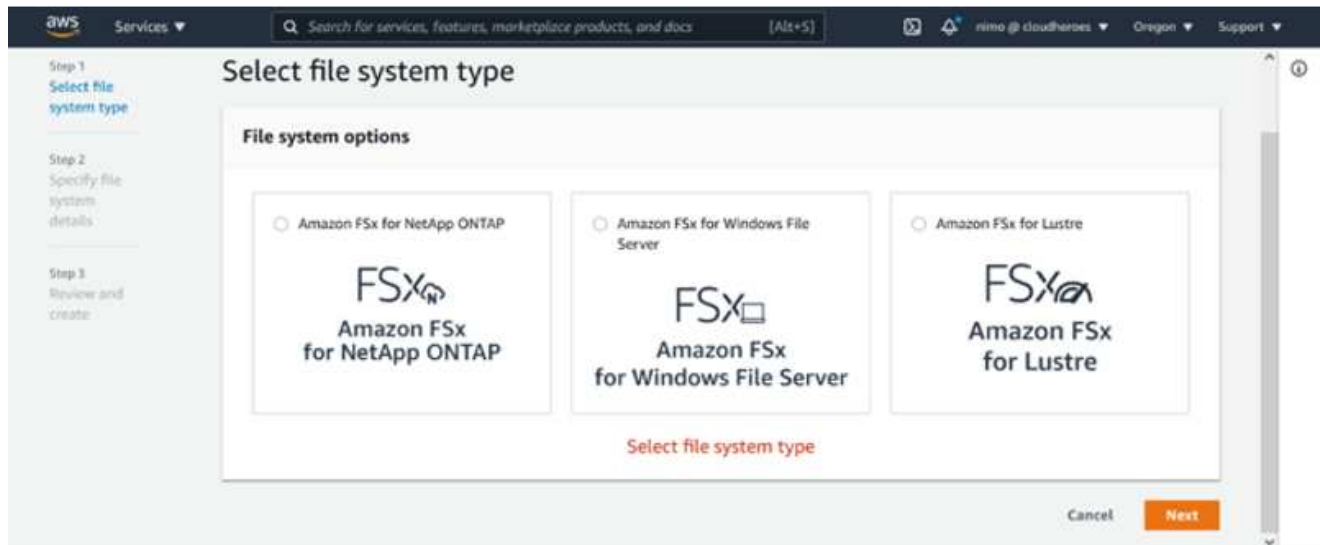 aws Services ▼ Search for services, features, marketplace products, and docs [Alt+S] nimo @ cloudheroes ▼ Oregon ▼ Support ▼
Step 1
Select file
system type
Step 2
Specify file
system
details
Step 3
Review and
create
Select file system type
File system options
Amazon FSx for NetApp ONTAP
FSx N
Amazon FSx
for NetApp ONTAP
Amazon FSx for Windows File
Server
FSx
Amazon FSx
for Windows File Server
Amazon FSx for Lustre
FSx
Amazon FSx
for Lustre
Select file system type
Cancel Next